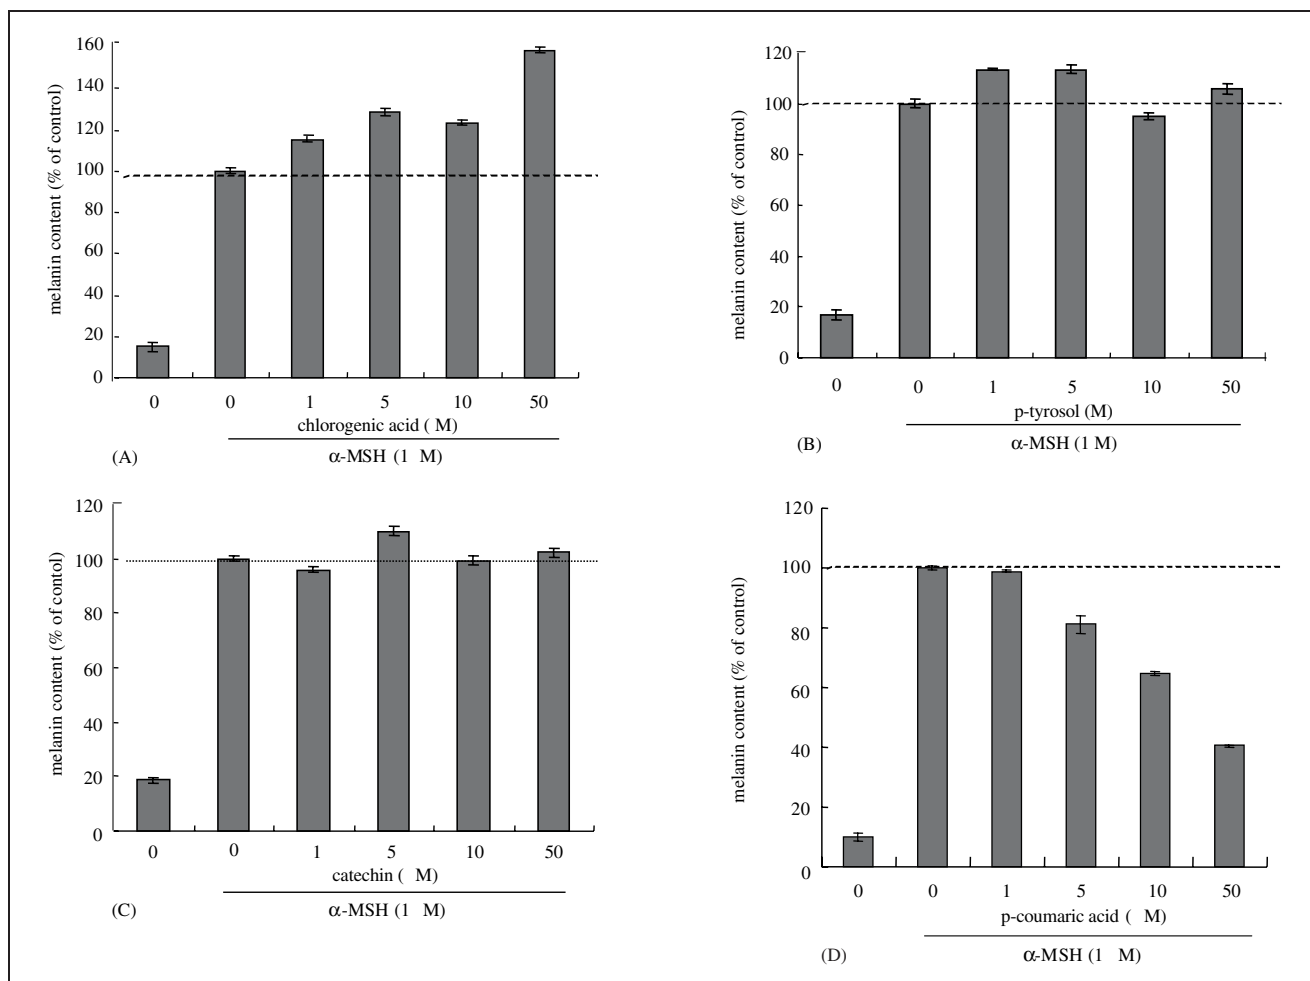 160
140
120
100
80
60
40
20
0
melanin content (% of control)
0 0 1 5 10 50
chlorogenic acid ( M)
α-MSH (1 M)
(A)
120
100
80
60
40
20
0
melanin content (% of control)
0 0 1 5 10 50
p-tyrosol (M)
α-MSH (1 M)
(B)
120
100
80
60
40
20
0
melanin content (% of contol)
0 0 1 5 10 50
catechin ( M)
α-MSH (1 M)
(C)
120
100
80
60
40
20
0
melanin content (% of control)
0 0 1 5 10 50
p-coumaric acid ( M)
α-MSH (1 M)
(D)